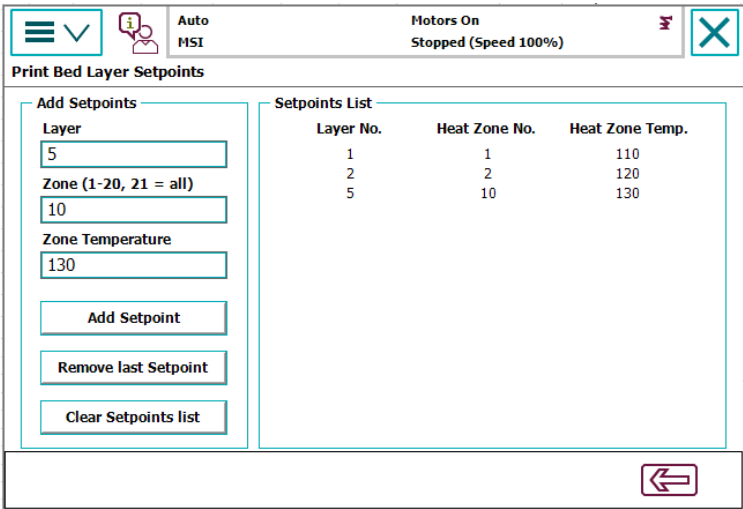 Auto
MSI
Motors On
Stopped (Speed 100%)
Print Bed Layer Setpoints
Add Setpoints
Layer
5
Zone (1-20, 21 = all)
10
Zone Temperature
130
Add Setpoint
Remove last Setpoint
Clear Setpoints list
Setpoints List
Layer No. Heat Zone No. Heat Zone Temp.
1 1 110
2 2 120
5 10 130